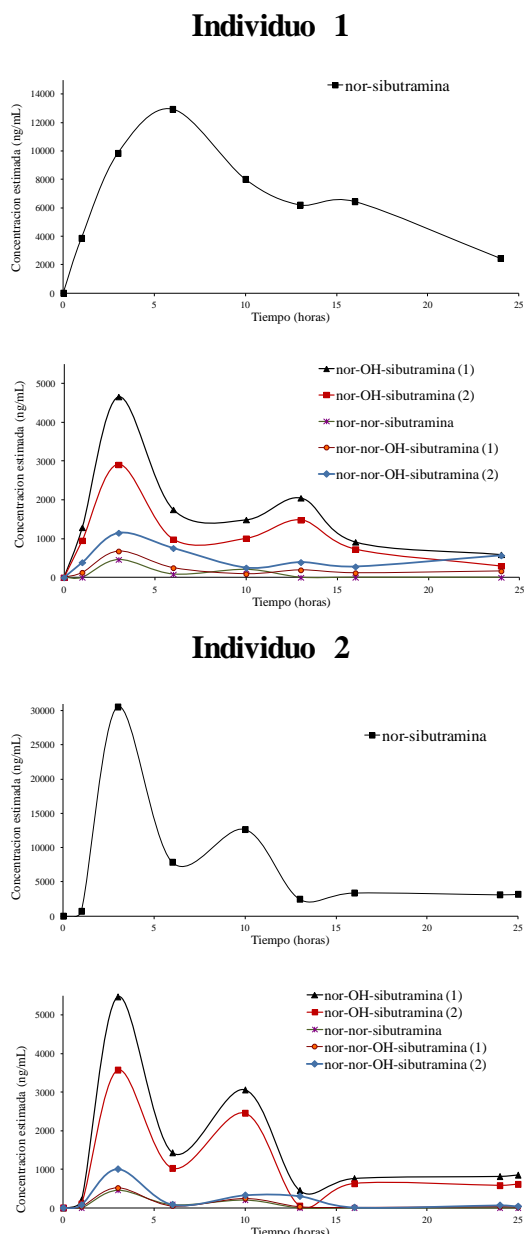 Individuo 1
nor-sibutramina
Concentracion estimada (ng/mL)
14000
12000
10000
8000
6000
4000
2000
0
0 5 10 15 20 25
Tiempo (horas)
nor-OH-sibutramina (1)
nor-OH-sibutramina (2)
nor-nor-sibutramina
nor-nor-OH-sibutramina (1)
nor-nor-OH-sibutramina (2)
Concentracion estimada (ng/mL)
5000
4000
3000
2000
1000
0
0 5 10 15 20 25
Tiempo (horas)
Individuo 2
nor-sibutramina
Concentracion estimada (ng/mL)
30000
25000
20000
15000
10000
5000
0
0 5 10 15 20 25
Tiempo (horas)
nor-OH-sibutramina (1)
nor-OH-sibutramina (2)
nor-nor-sibutramina
nor-nor-OH-sibutramina (1)
nor-nor-OH-sibutramina (2)
Concentracion estimada (ng/mL)
5000
4000
3000
2000
1000
0
0 5 10 15 20 25
Tiempo (horas)